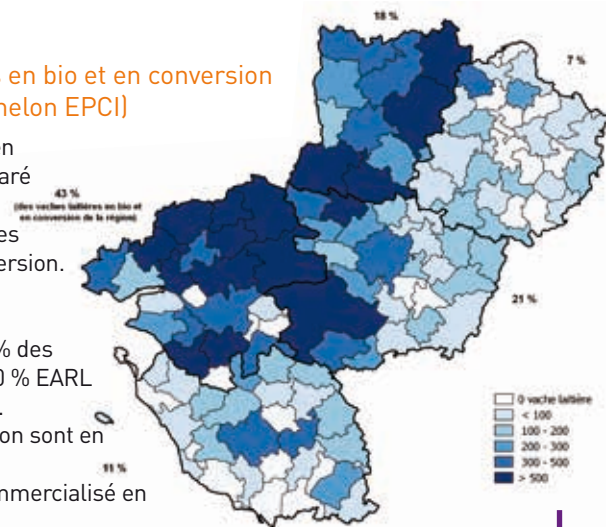 en bio et en conversion
helon EPCI)
en
aré
es
ersion.
% des
0 % EARL
.
on sont en
mmercialisé en
18 %
7 %
43 %
(des vaches laitières en bio et
en conversion de la région)
21 %
11 %
0 vache laitière
< 100
100 - 200
200 - 300
300 - 500
> 500